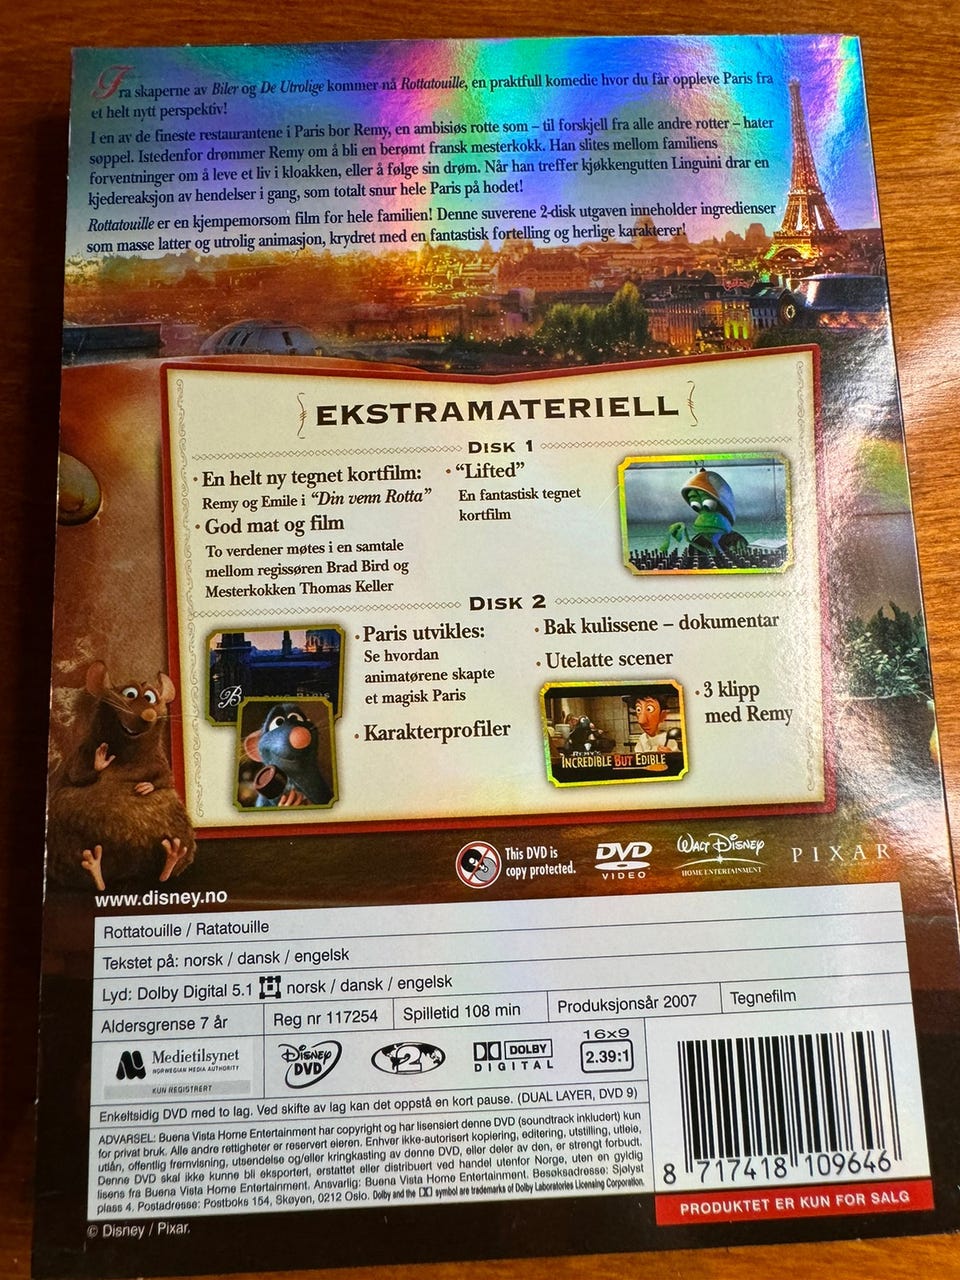 Fra skaperne av Biler og De Utrolige kommer nå Rottatouille, en praktfull komedie hvor du får oppleve Paris fra
et helt nytt perspektiv!
I en av de fineste restaurantene i Paris bor Remy, en ambisiøs rotte som – til forskjell fra alle andre rotter – hater
søppel. Istedenfor drømmer Remy om å bli en berømt fransk mesterkokk. Han slites mellom familiens
forventninger om å leve et liv i kloakken, eller å følge sin drøm. Når han treffer kjøkkengutten Linguini drar en
kjedereaksjon av hendelser i gang, som totalt snur hele Paris på hodet!
Rottatouille er en kjempemorsom film for hele familien! Denne suverene 2-disk utgaven inneholder ingredienser
som masse latter og utrolig animasjon, krydret med en fantastisk fortelling og herlige karakterer!
EKSTRAMATERIELL
DISK 1
• En helt ny tegnet kortfilm:
Remy og Emile i “Din venn Rotta”
• God mat og film
To verdener møtes i en samtale
mellom regissøren Brad Bird og
Mesterkokken Thomas Keller
• “Lifted”
En fantastisk tegnet
kortfilm
DISK 2
• Paris utvikles:
Se hvordan
animatørene skapte
et magisk Paris
• Karakterprofiler
• Bak kulissene – dokumentar
• Utelatte scener
• 3 klipp
med Remy
REMY'S
INCREDIBLE BUT EDIBLE
This DVD is
copy protected.
DVD
VIDEO
WALT DISNEY
HOME ENTERTAINMENT
PIXAR
www.disney.no
Rottatouille / Ratatouille
Tekstet på: norsk / dansk / engelsk
Lyd: Dolby Digital 5.1 norsk / dansk / engelsk
Aldersgrense 7 år
Reg nr 117254
Spilletid 108 min
Produksjonsår 2007
Tegnefilm
Medietilsynet
NORWEGIAN MEDIA AUTHORITY
KUN REGISTRERT
Disney
DVD
2
DOLBY
DIGITAL
16x9
2.39:1
Enkeltsidig DVD med to lag. Ved skifte av lag kan det oppstå en kort pause. (DUAL LAYER, DVD 9)
ADVARSEL: Buena Vista Home Entertainment har copyright og har lisensiert denne DVD (soundtrack inkludert) kun
for privat bruk. Alle andre rettigheter er reservert eieren. Enhver ikke-autorisert kopiering, editering, utstilling, utleie,
utlån, offentlig fremvisning, utsendelse og/eller kringkasting av denne DVD, eller deler av den, er strengt forbudt.
Denne DVD skal ikke kunne bli eksportert, erstattet eller distribuert ved handel utenfor Norge, uten en gyldig
lisens fra Buena Vista Home Entertainment. Ansvarlig: Buena Vista Home Entertainment. Besøksadresse: Sjølyst
plass 4. Postadresse: Postboks 154, Skøyen, 0212 Oslo. Dolby and the symbol are trademarks of Dolby Laboratories Licensing Corporation.
8 717418 109646
PRODUKTET ER KUN FOR SALG
© Disney / Pixar.